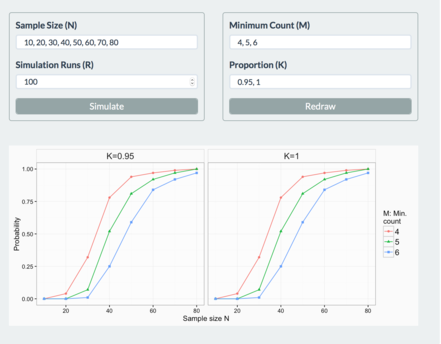 Sample Size (N)
10, 20, 30, 40, 50, 60, 70, 80
Simulation Runs (R)
100
Simulate
Minimum Count (M)
4, 5, 6
Proportion (K)
0.95, 1
Redraw
K=0.95
K=1
Probability
1.00
0.75
0.50
0.25
0.00
20
40
60
80
20
40
60
80
Sample size N
M: Min.
count
4
5
6